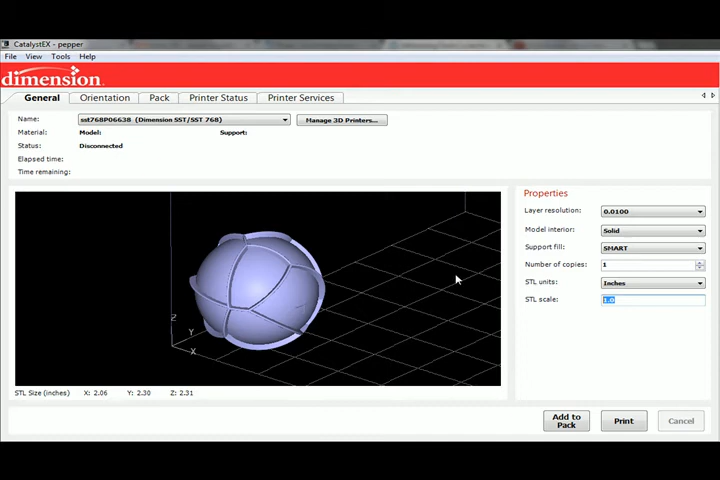 CatalystEX - pepper
File View Tools Help
dimension
General Orientation Pack Printer Status Printer Services
Name: sst768P06638 (Dimension SST/SST 768) Manage 3D Printers...
Material: Model: Support:
Status: Disconnected
Elapsed time:
Time remaining:
Properties
Layer resolution: 0.0100
Model interior: Solid
Support fill: SMART
Number of copies: 1
STL units: Inches
STL scale: 1.0
Z
Y
X
STL Size (inches) X: 2.06 Y: 2.30 Z: 2.31
Add to
Pack
Print
Cancel